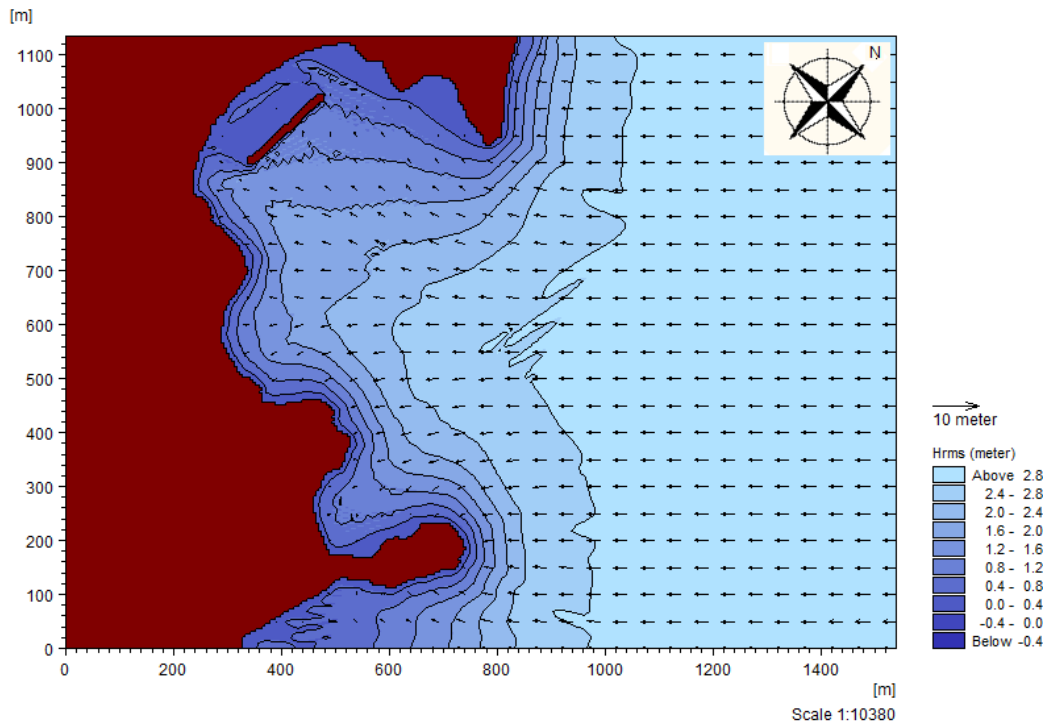 [m]
1100
1000
900
800
700
600
500
400
300
200
100
0
N
0 200 400 600 800 1000 1200 1400
[m]
Scale 1:10380
10 meter
Hrms (meter)
Above 2.8
2.4 - 2.8
2.0 - 2.4
1.6 - 2.0
1.2 - 1.6
0.8 - 1.2
0.4 - 0.8
0.0 - 0.4
-0.4 - 0.0
Below -0.4